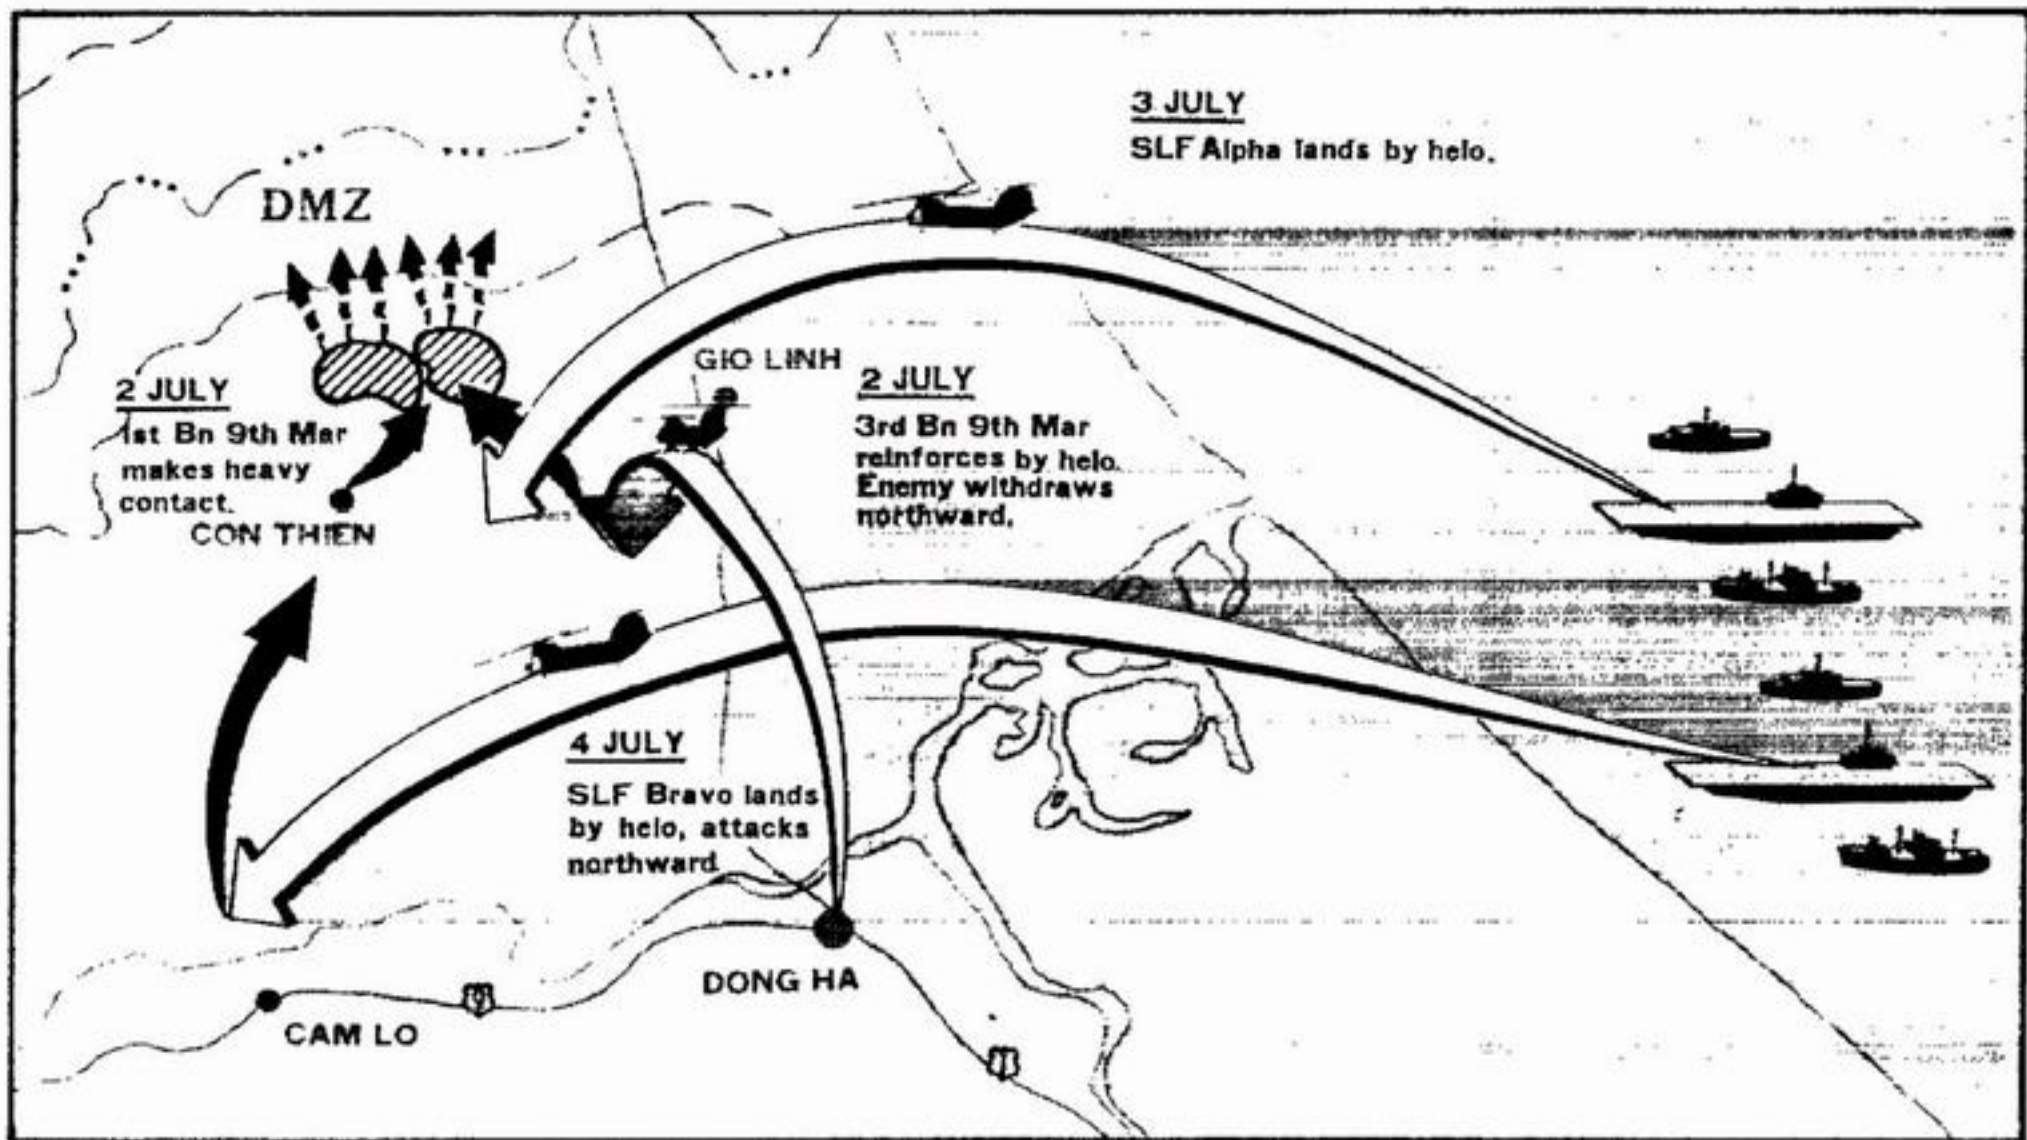 3 JULY
SLF Alpha lands by helo.
DMZ
GIO LINH
2 JULY
1st Bn 9th Mar
makes heavy
contact.
CON THIEN
2 JULY
3rd Bn 9th Mar
reinforces by helo.
Enemy withdraws
northward.
4 JULY
SLF Bravo lands
by helo, attacks
northward
DONG HA
9
CAM LO
1